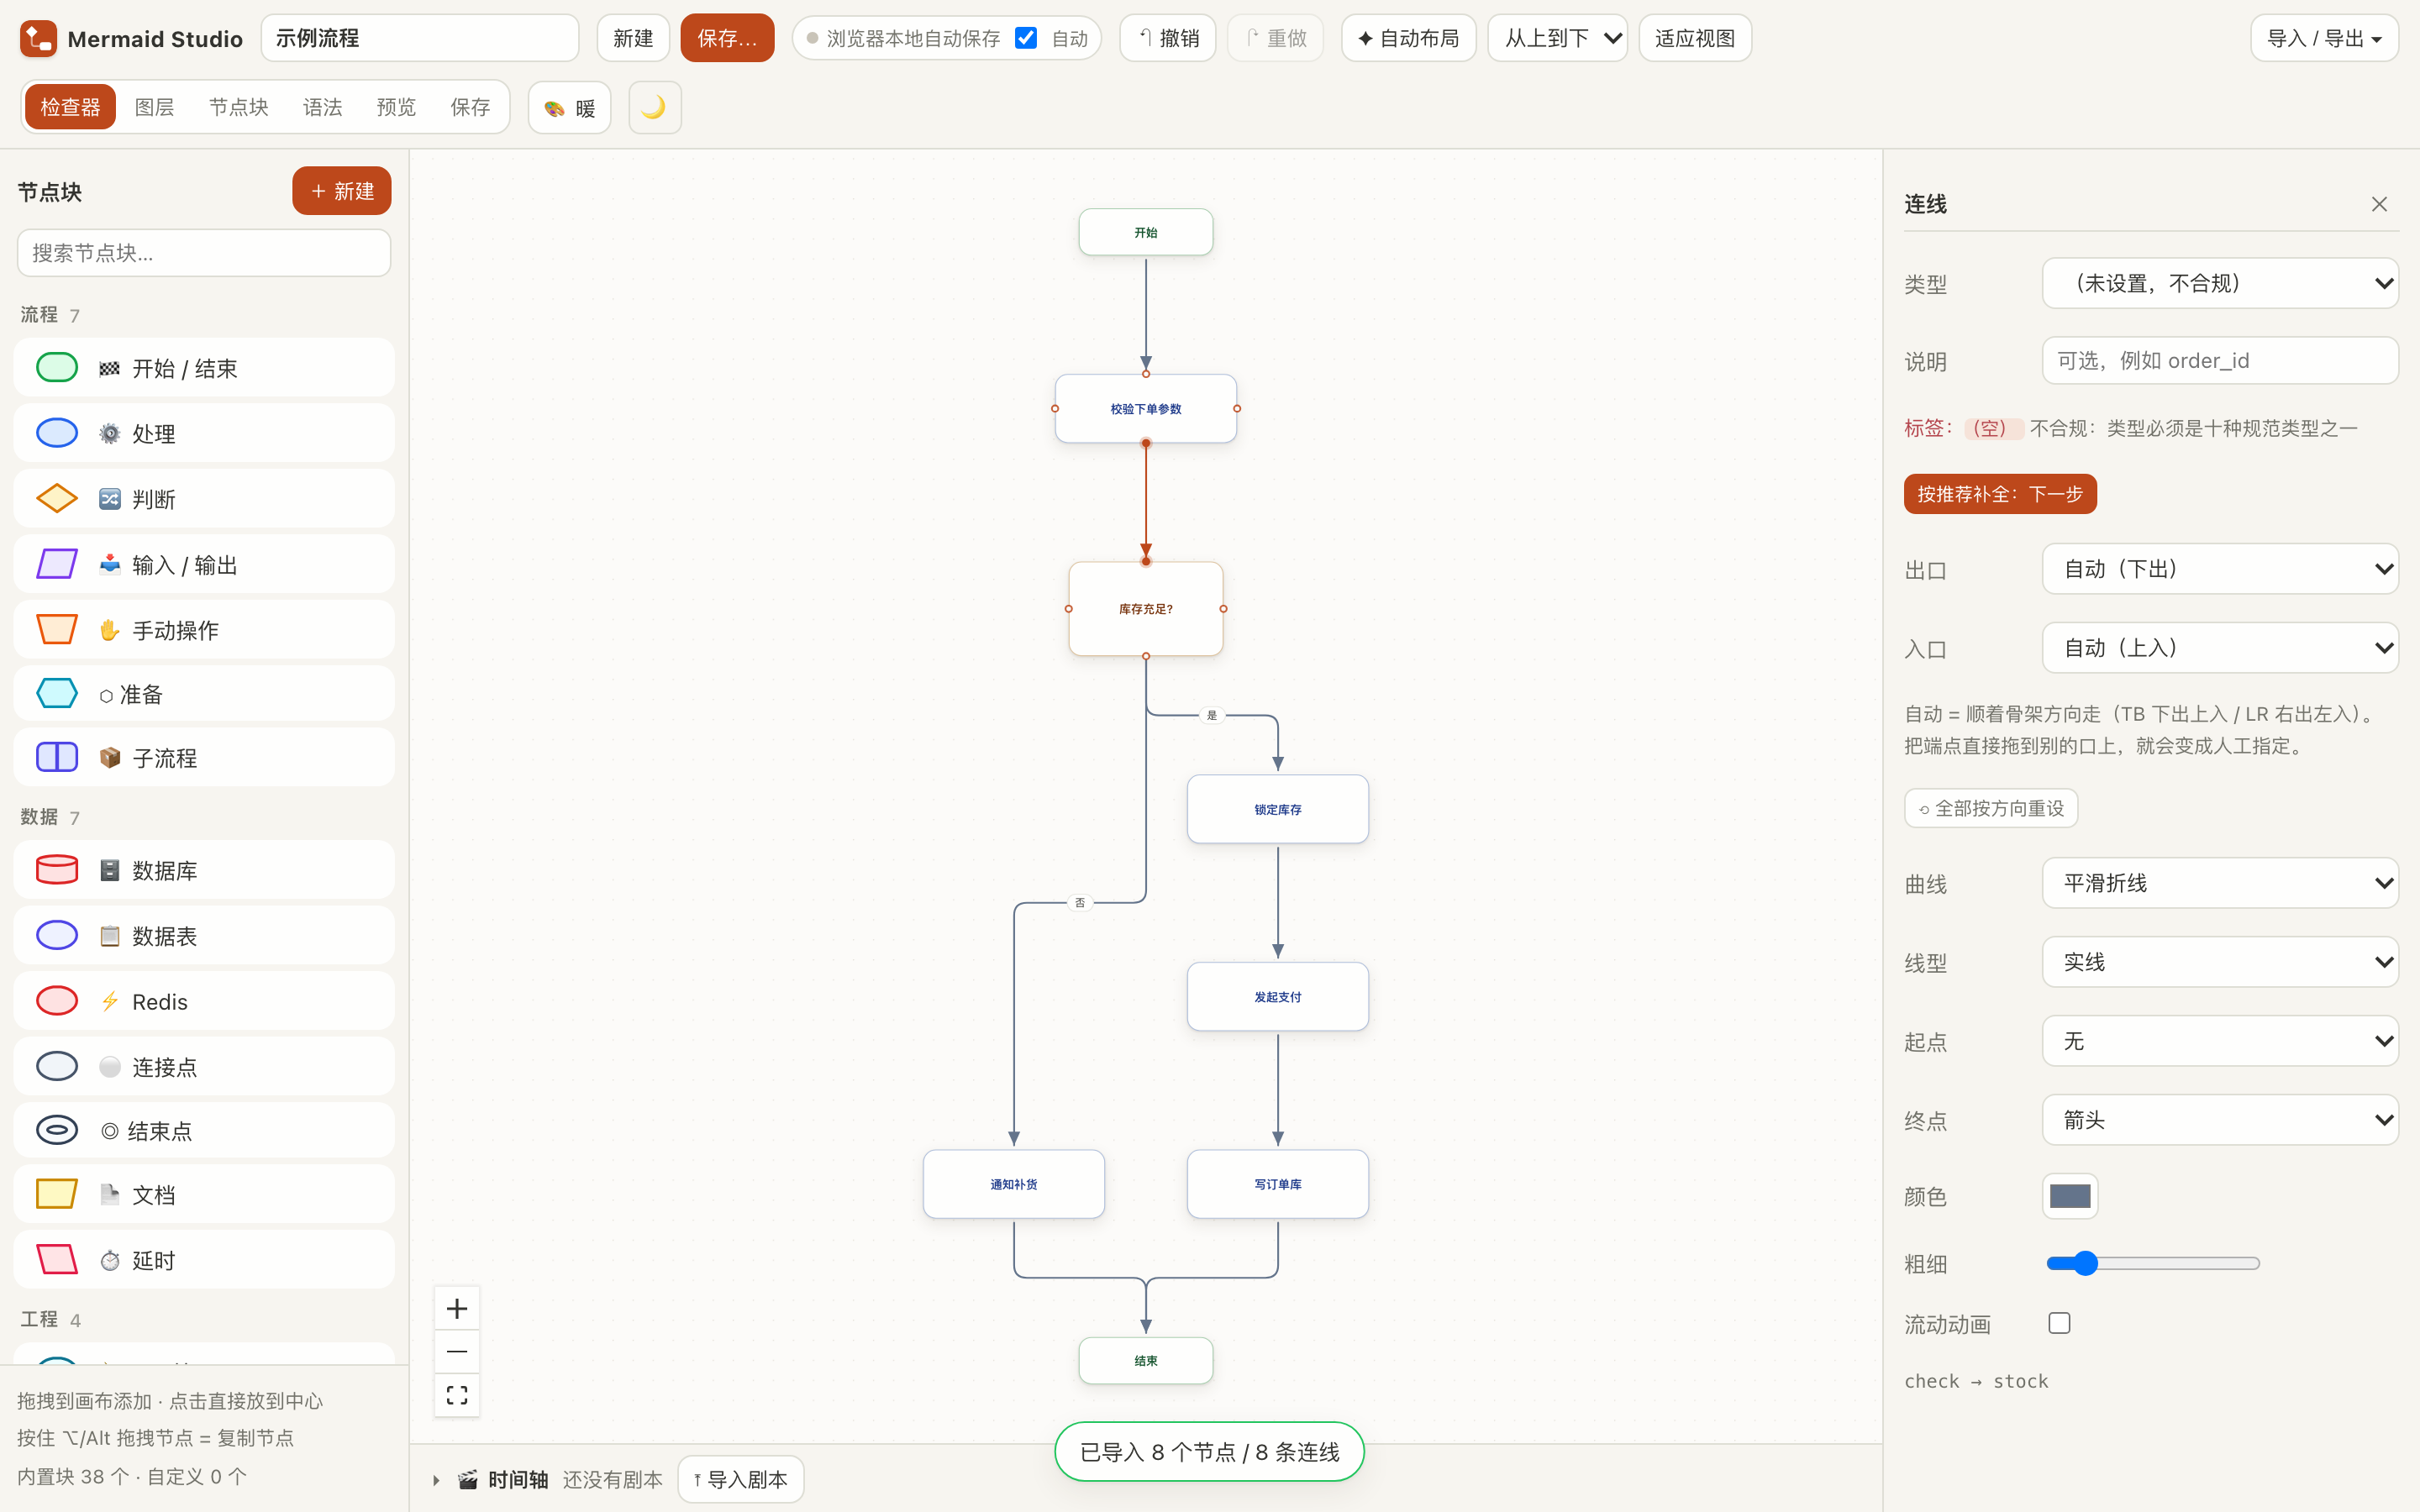 Mermaid Studio
示例流程
新建
保存...
浏览器本地自动保存
自动
撤销
重做
✦ 自动布局
从上到下
适应视图
导入 / 导出
检查器
图层
节点块
语法
预览
保存
暖
节点块
+ 新建
搜索节点块...
流程 7
开始 / 结束
处理
判断
输入 / 输出
手动操作
准备
子流程
数据 7
数据库
数据表
Redis
连接点
结束点
文档
延时
工程 4
拖拽到画布添加 · 点击直接放到中心
按住 ⌥/Alt 拖拽节点 = 复制节点
内置块 38 个 · 自定义 0 个
开始
校验下单参数
库存充足?
是
锁定库存
否
发起支付
通知补货
写订单库
结束
已导入 8 个节点 / 8 条连线
时间轴
还没有剧本
导入剧本
连线
类型
（未设置，不合规）
说明
可选，例如 order_id
标签： （空） 不合规：类型必须是十种规范类型之一
按推荐补全：下一步
出口
自动（下出）
入口
自动（上入）
自动 = 顺着骨架方向走（TB 下出上入 / LR 右出左入）。
把端点直接拖到别的口上，就会变成人工指定。
全部按方向重设
曲线
平滑折线
线型
实线
起点
无
终点
箭头
颜色
粗细
流动动画
check → stock